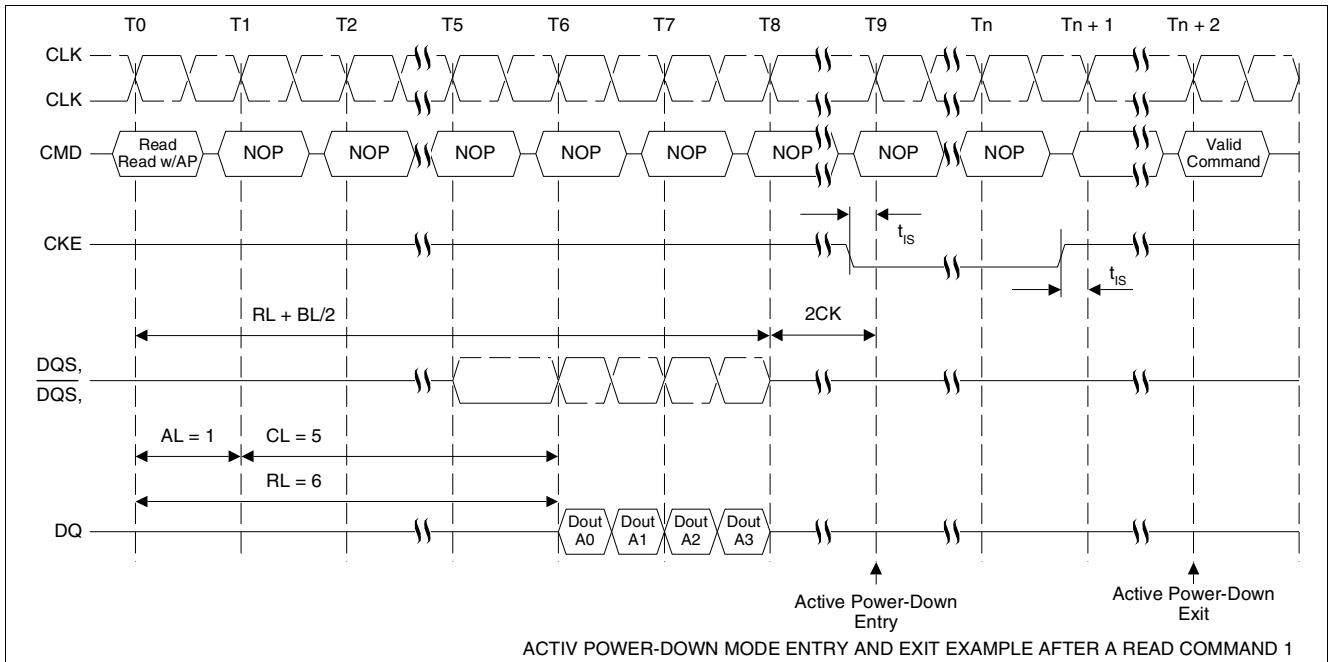 T0 T1 T2 T5 T6 T7 T8 T9 Tn Tn + 1 Tn + 2
CLK
CLK
CMD Read NOP NOP NOP NOP NOP NOP NOP NOP Valid
Read w/AP Command
tIS
CKE
tIS
RL + BL/2 2CK
DQS,
DQS,
AL = 1 CL = 5
RL = 6
DQ Dout Dout Dout Dout
A0 A1 A2 A3
Active Power-Down Active Power-Down
Entry Exit
ACTIV POWER-DOWN MODE ENTRY AND EXIT EXAMPLE AFTER A READ COMMAND 1